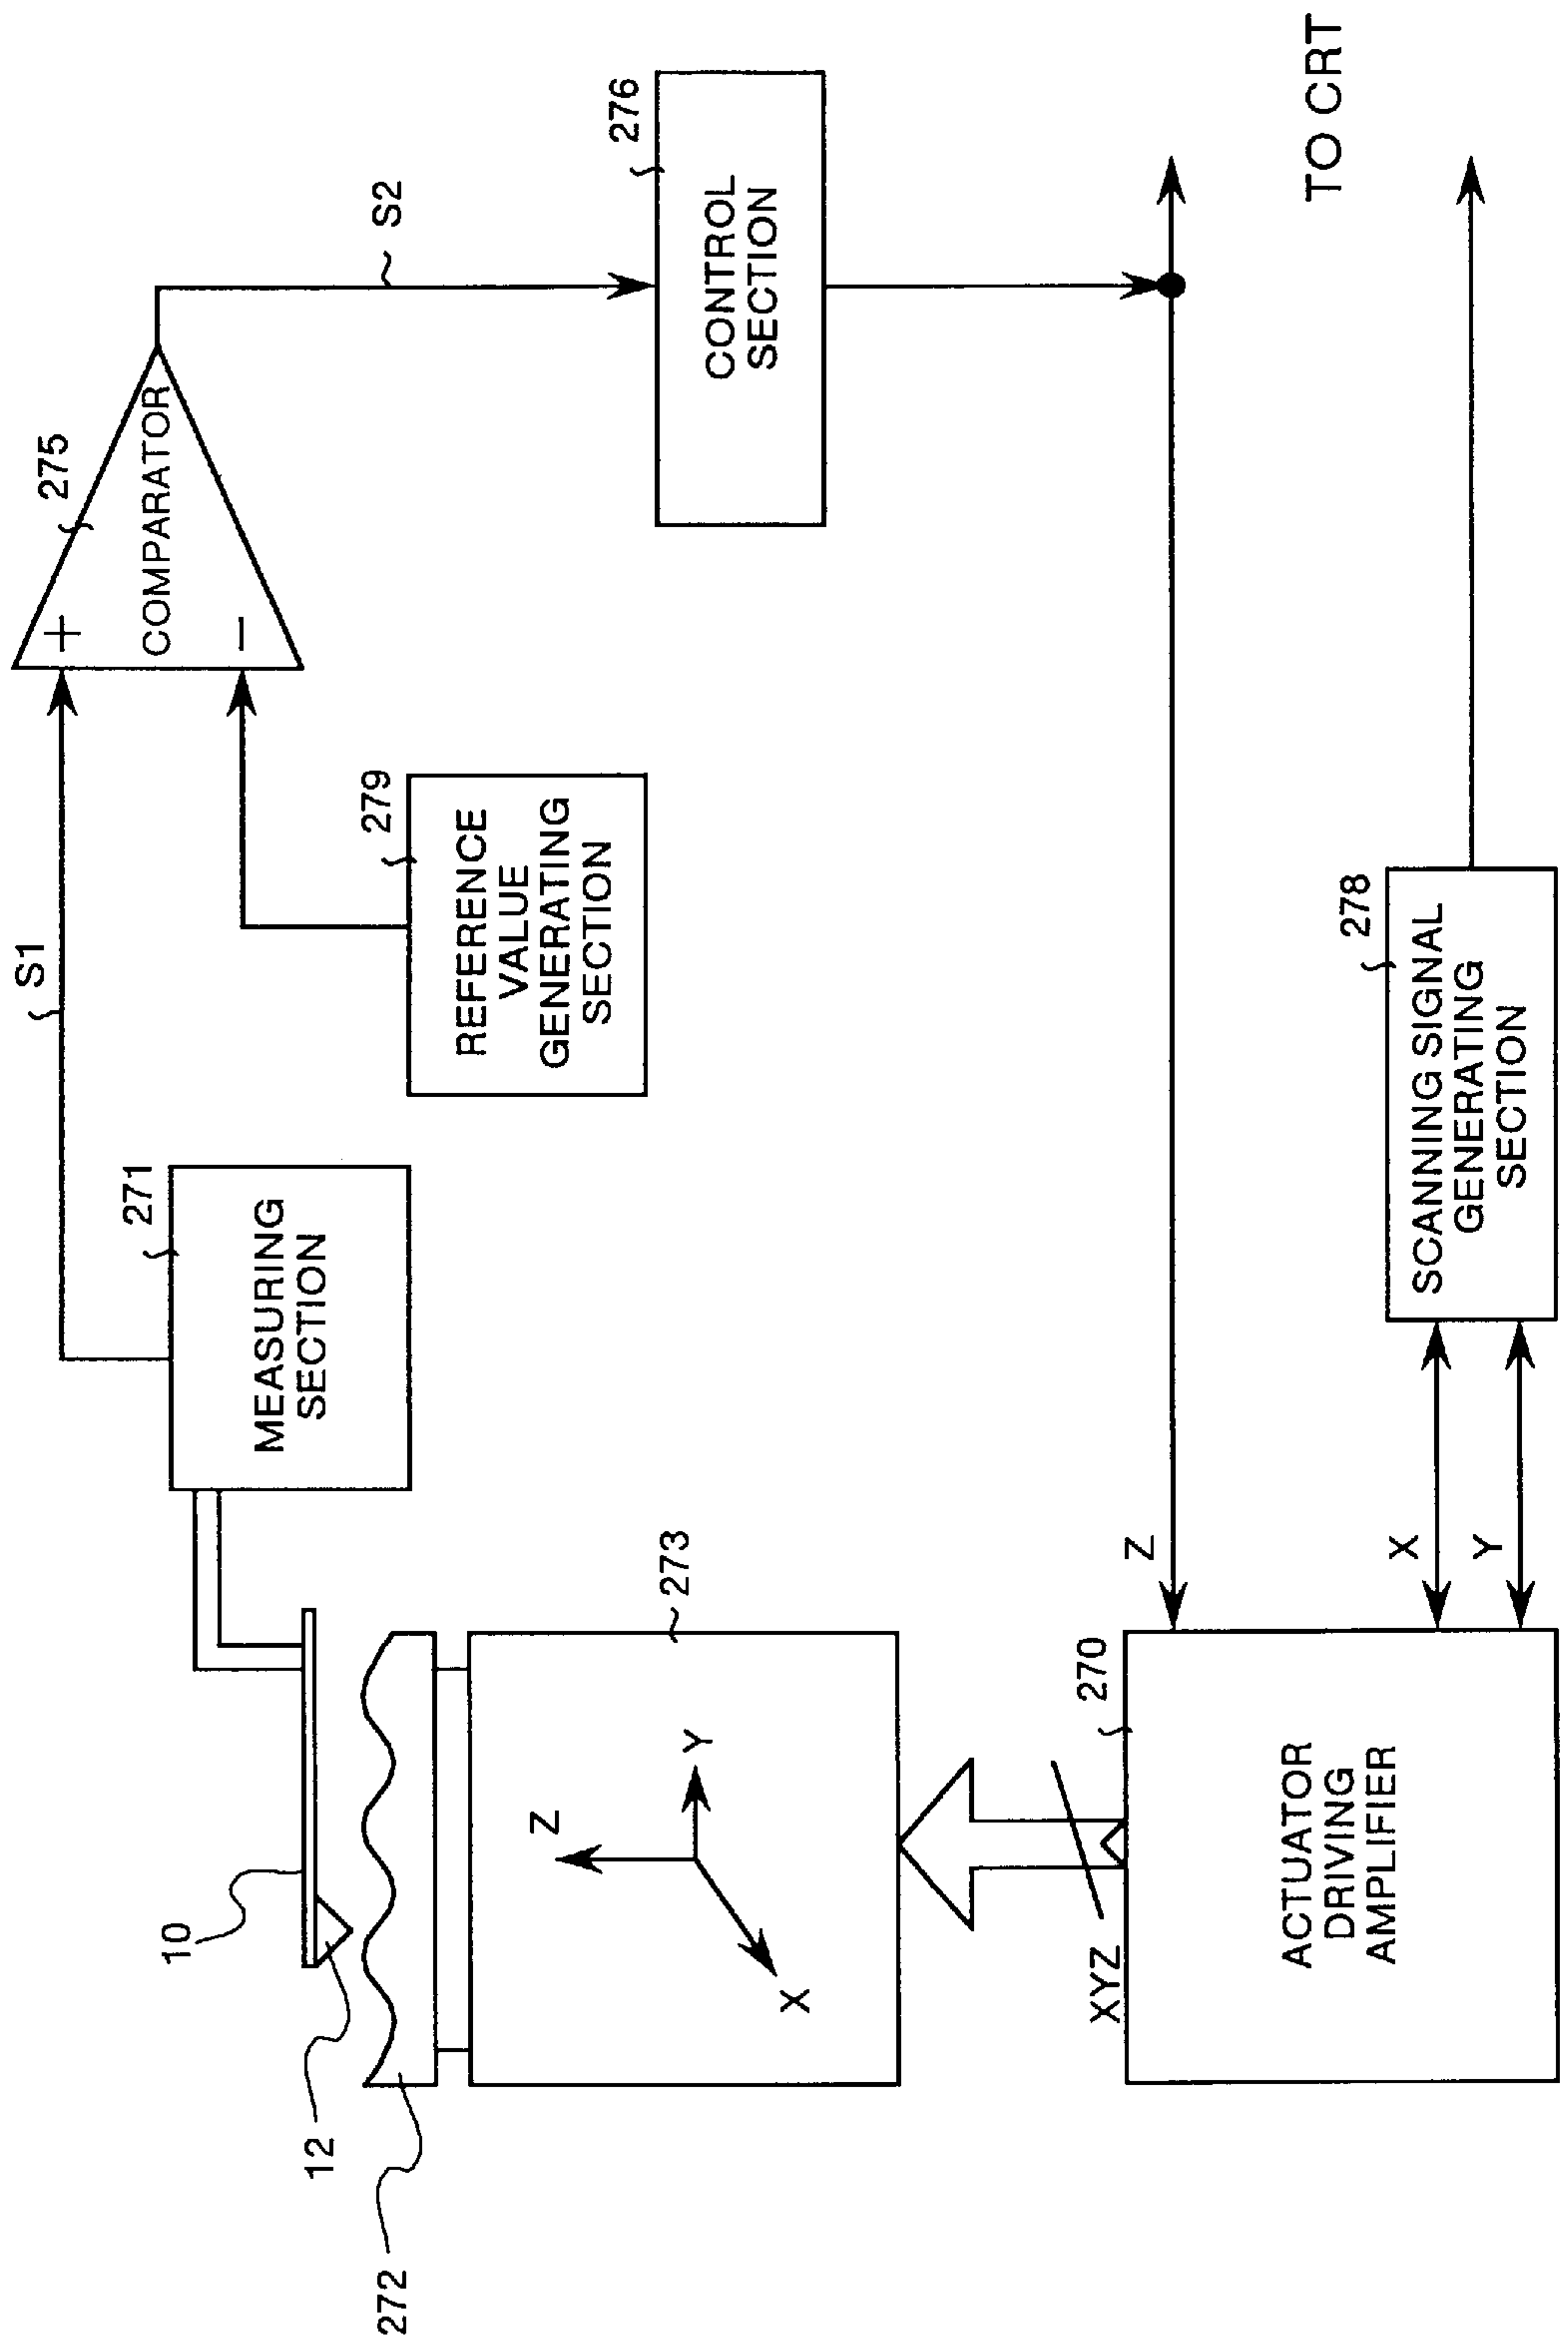 S1
275
+
COMPARATOR
−
S2
10
12
272
271
MEASURING
SECTION
279
REFERENCE
VALUE
GENERATING
SECTION
276
CONTROL
SECTION
273
Z
Y
X
XYZ
270
ACTUATOR
DRIVING
AMPLIFIER
Z
X
Y
278
SCANNING SIGNAL
GENERATING
SECTION
TO CRT